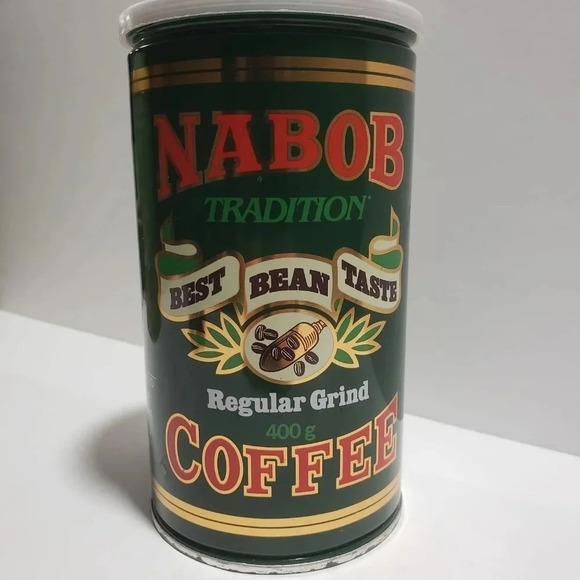 NABOB
TRADITION
BEST BEAN TASTE
Regular Grind
400 g
COFFEE